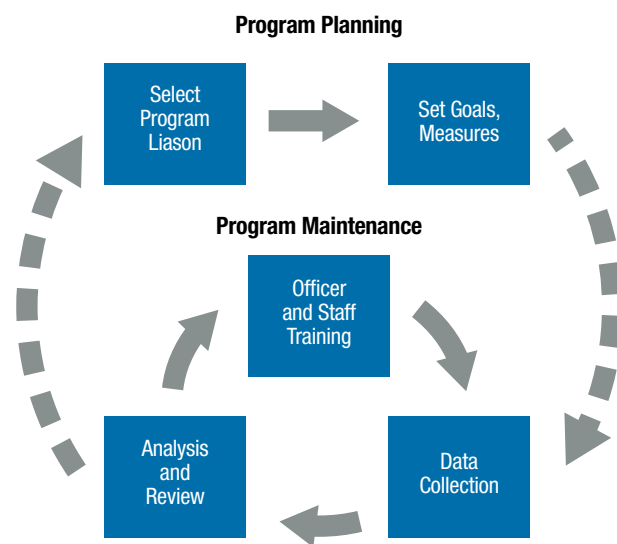 Program Planning
Select
Program
Liason
Set Goals,
Measures
Program Maintenance
Officer
and Staff
Training
Analysis
and
Review
Data
Collection